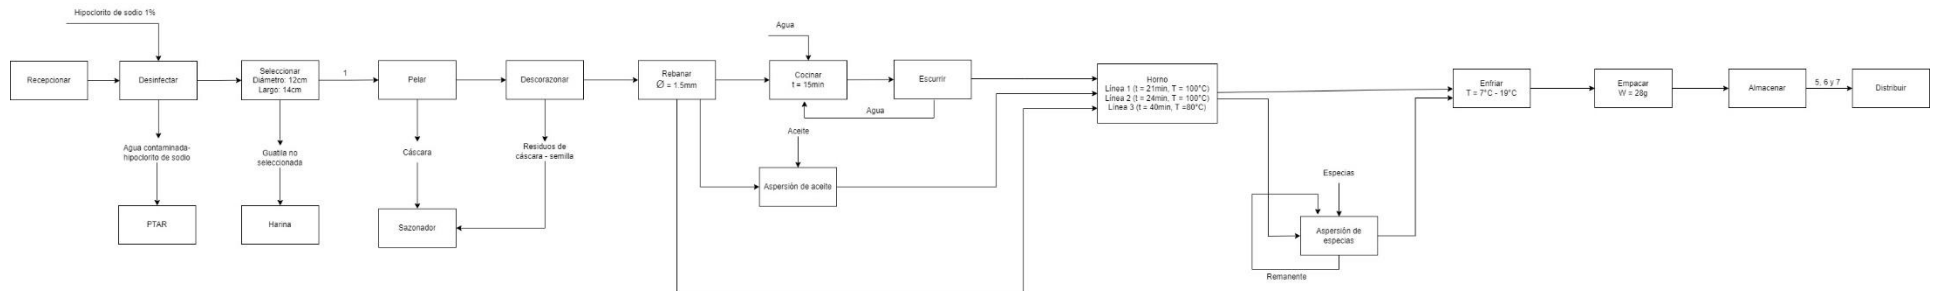 Hipoclorito de sodio 1%
Recepcionar
Desinfectar
Agua contaminada-
hipoclorito de sodio
PTAR
Seleccionar
Diámetro: 12cm
Largo: 14cm
Guatila no
seleccionada
Harina
1
Pelar
Cáscara
Sazonador
Descorazonar
Residuos de
cáscara - semilla
Rebanar
Ø = 1.5mm
Agua
Cocinar
t = 15min
Escurrir
Agua
Aceite
Aspersión de aceite
Horno
Línea 1 (t = 21min, T = 100°C)
Línea 2 (t = 24min, T = 100°C)
Línea 3 (t = 40min, T =80°C)
Especias
Aspersión de
especias
Remanente
Enfriar
T = 7°C - 19°C
Empacar
W = 28g
Almacenar
5, 6 y 7
Distribuir